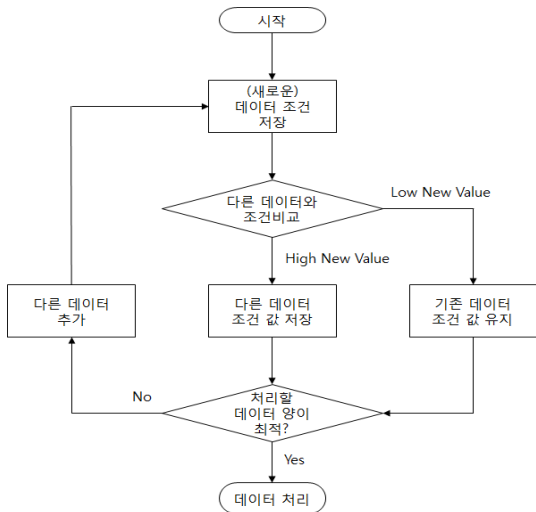 시작
(새로운)
데이터 조건
저장
다른 데이터와
조건비교
Low New Value
High New Value
다른 데이터
추가
다른 데이터
조건 값 저장
기존 데이터
조건 값 유지
No
처리할
데이터 양이
최적?
Yes
데이터 처리